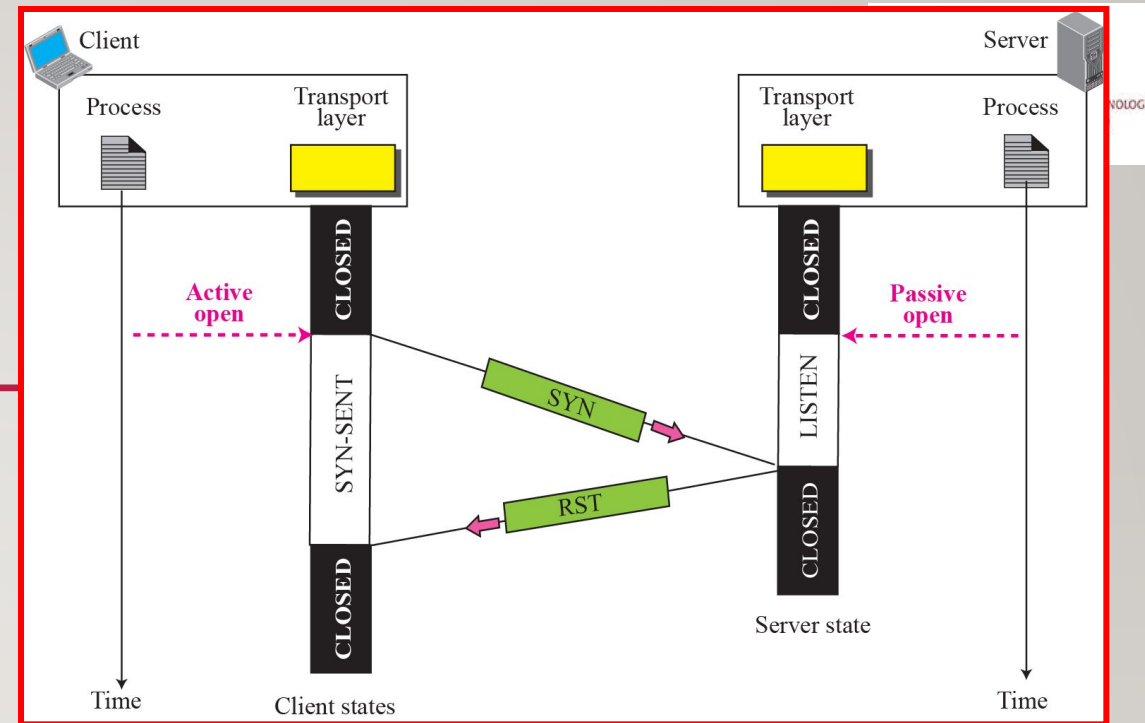 Client
Server
Process
Transport
layer
Transport
layer
Process
NOLOG
CLOSED
CLOSED
Active
open
Passive
open
SYN-SENT
SYN
LISTEN
RST
CLOSED
CLOSED
Server state
Time
Client states
Time